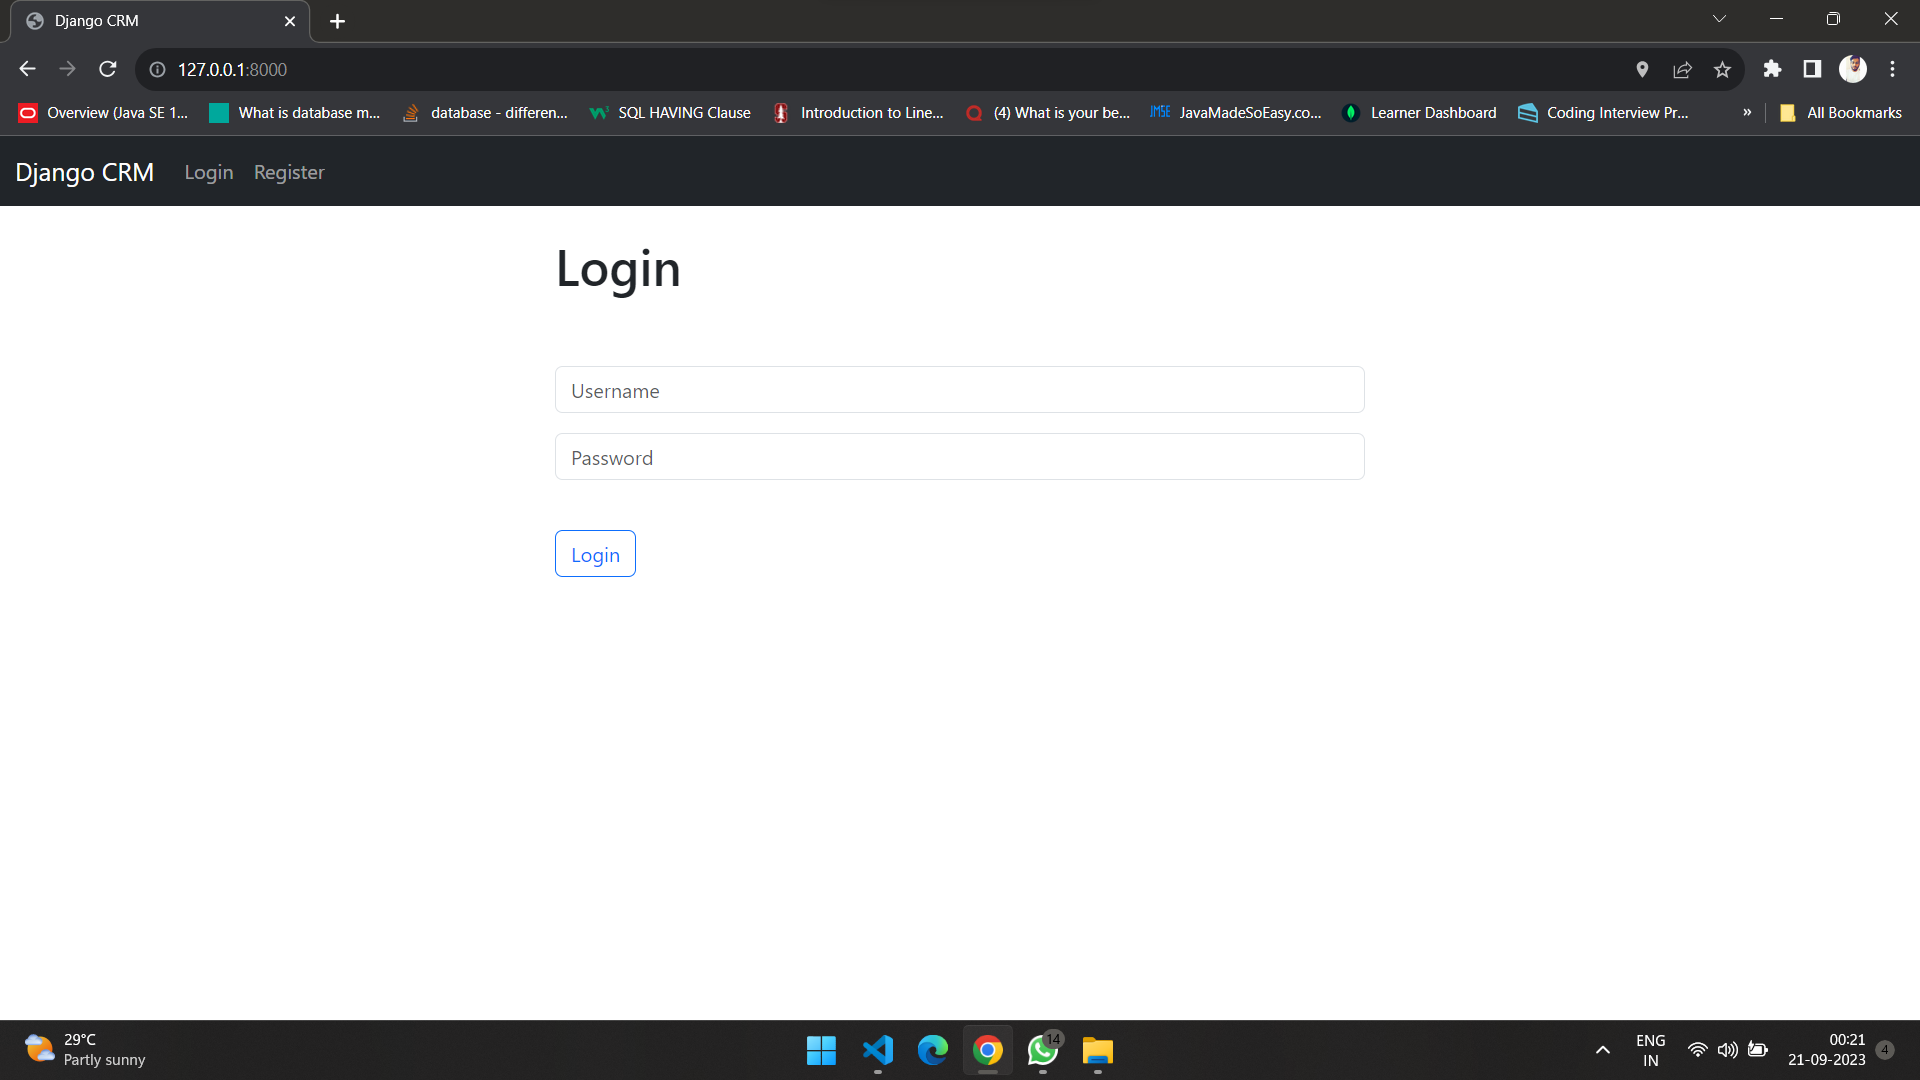 Django CRM
127.0.0.1:8000
Overview (Java SE 1... What is database m... database - differen... SQL HAVING Clause Introduction to Line... (4) What is your be... JMSE JavaMadeSoEasy.co... Learner Dashboard Coding Interview Pr... » All Bookmarks
Django CRM Login Register
Login
Username
Password
Login
29°C
Partly sunny
14
ENG
IN
00:21
21-09-2023
4